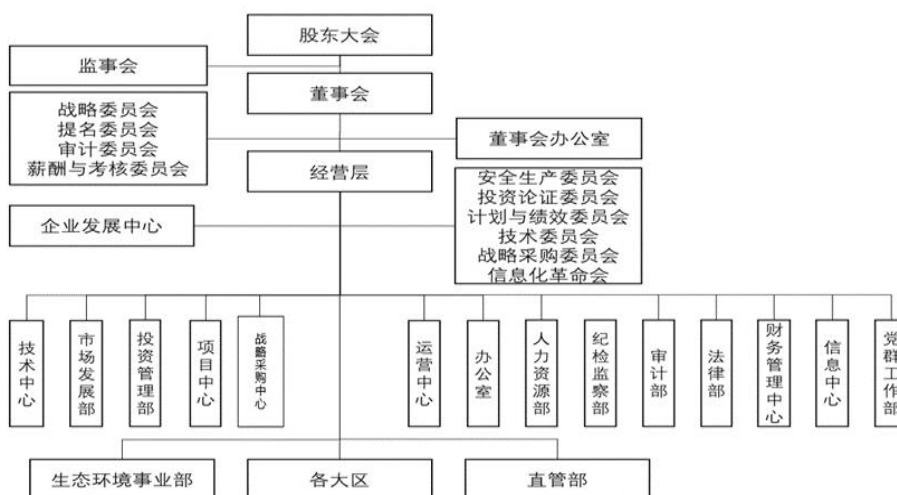 股东大会
监事会
董事会
战略委员会
提名委员会
审计委员会
薪酬与考核委员会
董事会办公室
经营层
安全生产委员会
投资论证委员会
计划与绩效委员会
技术委员会
战略采购委员会
信息化革命会
企业发展中心
技术中心
市场发展部
投资管理部
项目中心
战略采购中心
运营中心
办公室
人力资源部
纪检监察部
审计部
法律部
财务管理中心
信息中心
党群工作部
生态环境事业部
各大区
直管部